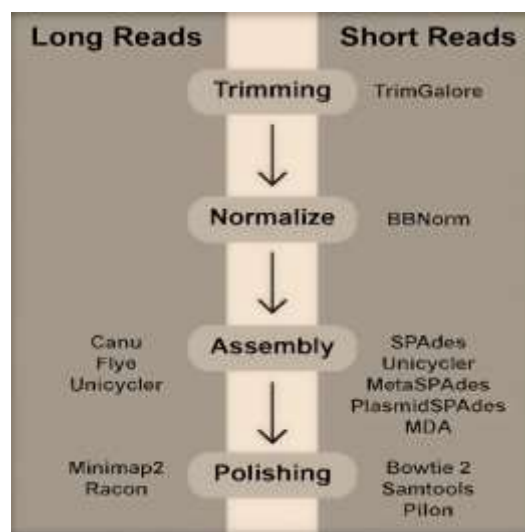 Long Reads
Short Reads
Trimming
TrimGalore
Normalize
BBNorm
Assembly
Canu
Flye
Unicycler
SPAdes
Unicycler
MetaSPAdes
PlasmidSPAdes
MDA
Polishing
Minimap2
Racon
Bowtie 2
Samtools
Pilon